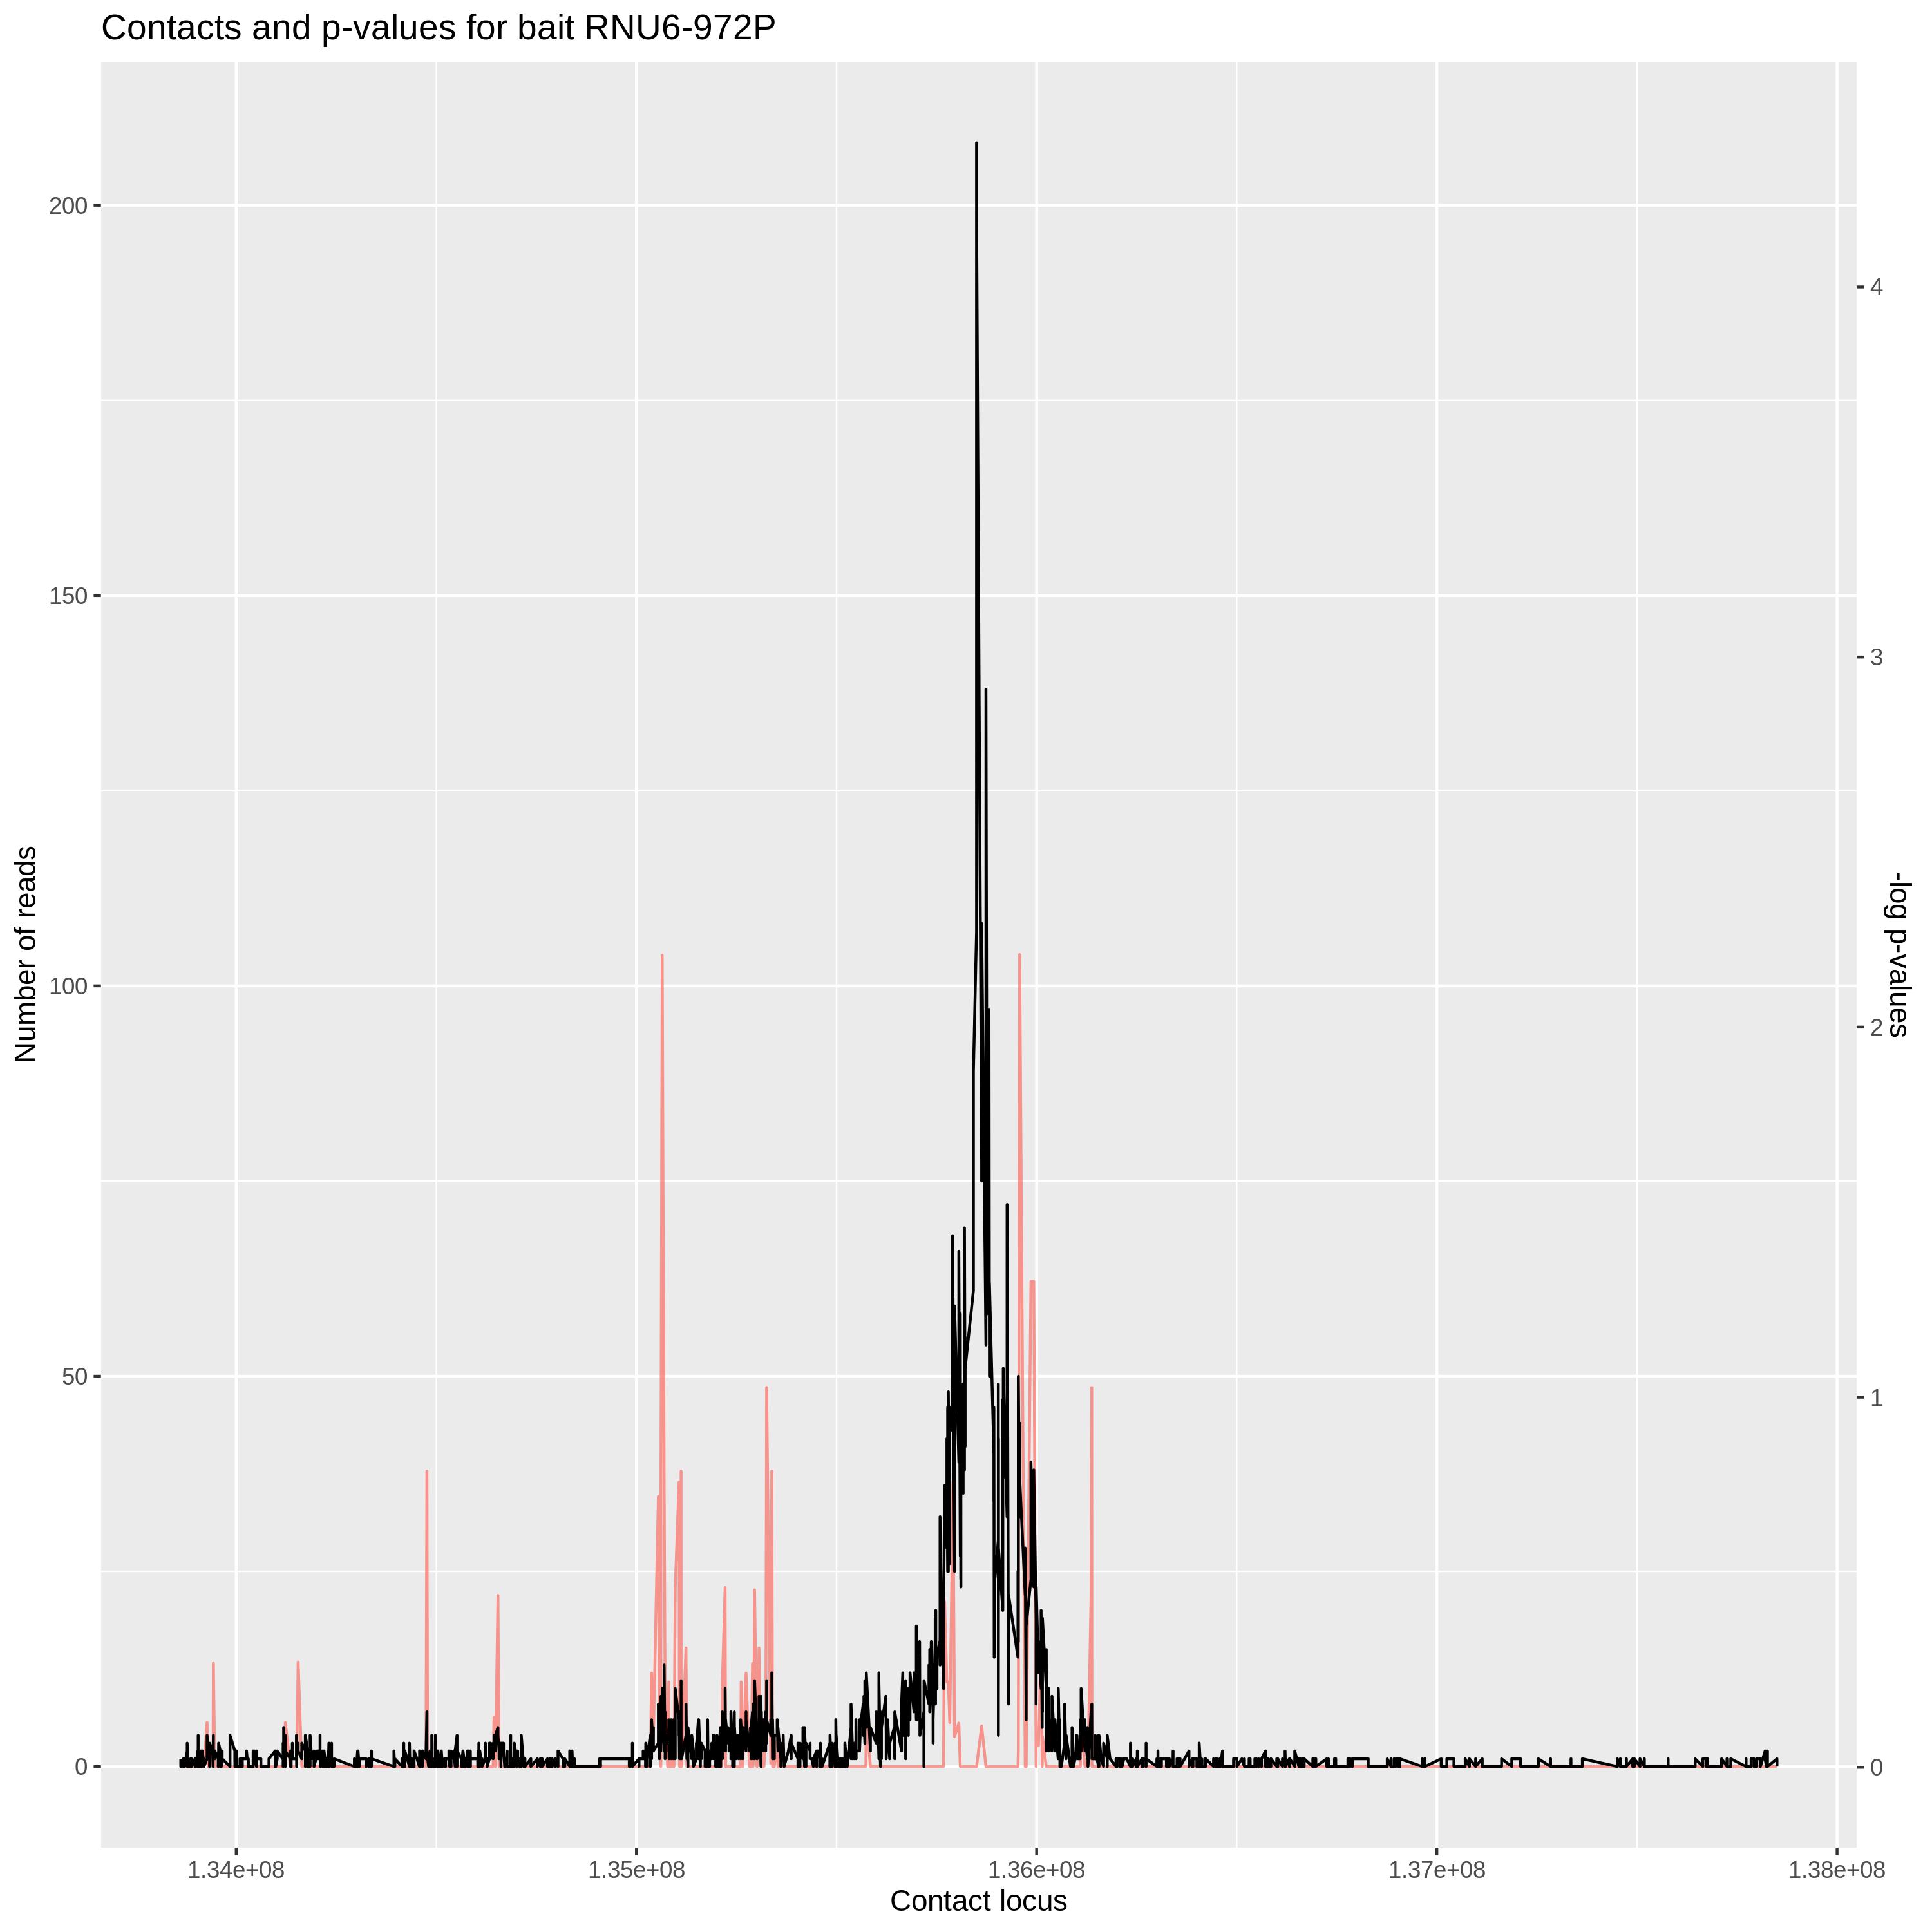 Contacts and p-values for bait RNU6-972P
200
150
100
50
0
Number of reads
4
3
2
1
0
-log p-values
1.34e+08
1.35e+08
1.36e+08
1.37e+08
1.38e+08
Contact locus